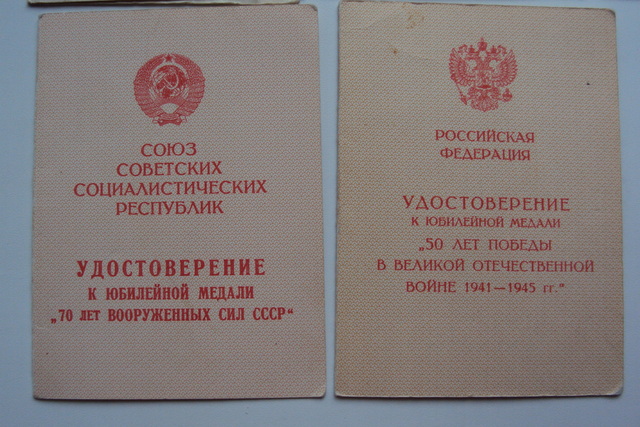 СОЮЗ
СОВЕТСКИХ
СОЦИАЛИСТИЧЕСКИХ
РЕСПУБЛИК
УДОСТОВЕРЕНИЕ
К ЮБИЛЕЙНОЙ МЕДАЛИ
„70 ЛЕТ ВООРУЖЕННЫХ СИЛ СССР“
РОССИЙСКАЯ
ФЕДЕРАЦИЯ
УДОСТОВЕРЕНИЕ
К ЮБИЛЕЙНОЙ МЕДАЛИ
„50 ЛЕТ ПОБЕДЫ
В ВЕЛИКОЙ ОТЕЧЕСТВЕННОЙ
ВОЙНЕ 1941—1945 гг.“